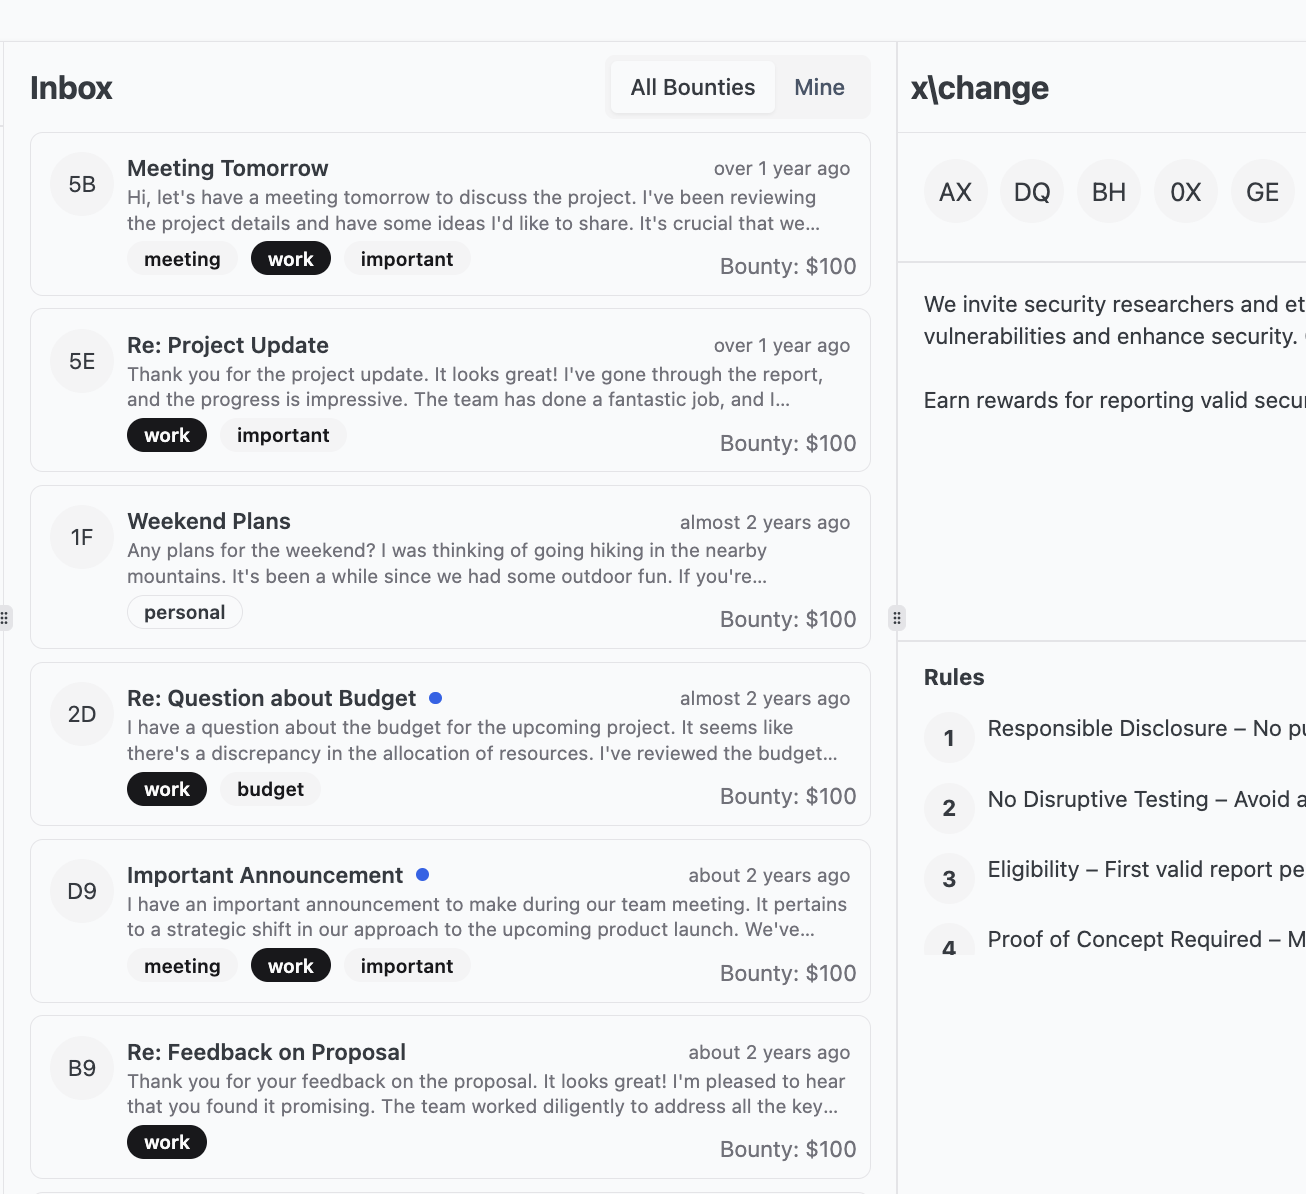 Inbox
All Bounties
Mine
5B
Meeting Tomorrow
over 1 year ago
Hi, let's have a meeting tomorrow to discuss the project. I've been reviewing
the project details and have some ideas I'd like to share. It's crucial that we...
meeting
work
important
Bounty: $100
5E
Re: Project Update
over 1 year ago
Thank you for the project update. It looks great! I've gone through the report,
and the progress is impressive. The team has done a fantastic job, and I...
work
important
Bounty: $100
1F
Weekend Plans
almost 2 years ago
Any plans for the weekend? I was thinking of going hiking in the nearby
mountains. It's been a while since we had some outdoor fun. If you're...
personal
Bounty: $100
2D
Re: Question about Budget
almost 2 years ago
I have a question about the budget for the upcoming project. It seems like
there's a discrepancy in the allocation of resources. I've reviewed the budget...
work
budget
Bounty: $100
D9
Important Announcement
about 2 years ago
I have an important announcement to make during our team meeting. It pertains
to a strategic shift in our approach to the upcoming product launch. We've...
meeting
work
important
Bounty: $100
B9
Re: Feedback on Proposal
about 2 years ago
Thank you for your feedback on the proposal. It looks great! I'm pleased to hear
that you found it promising. The team worked diligently to address all the key...
work
Bounty: $100
x\change
AX
DQ
BH
0X
GE
We invite security researchers and
vulnerabilities and enhance security.
Earn rewards for reporting valid
Rules
1
Responsible Disclosure – No
2
No Disruptive Testing – Avoid
3
Eligibility – First valid report
4
Proof of Concept Required –